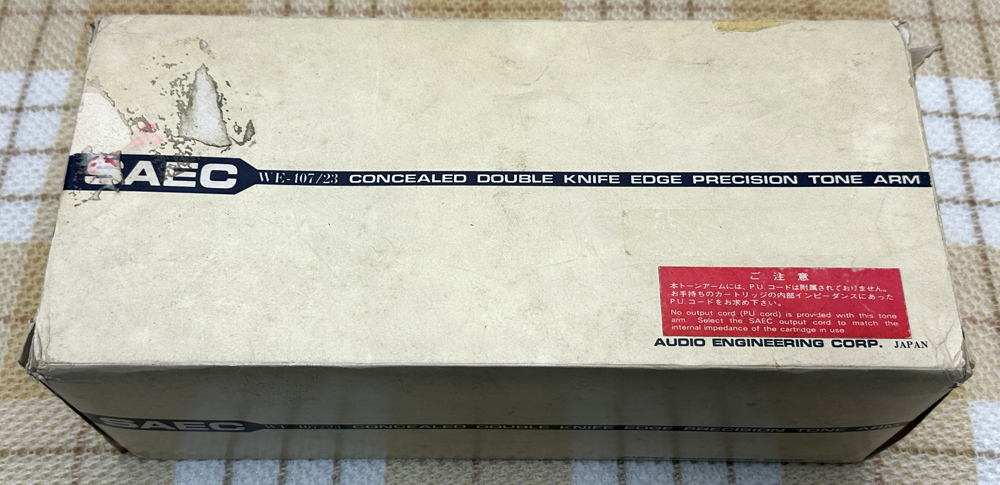 SAEC WE-407/23 CONCEALED DOUBLE KNIFE EDGE PRECISION TONE ARM
ご注意
本トーンアームには、P.U.コードは附属されておりません。
お手持ちのカートリッジの内部インピーダンスにあった
P.U.コードをお求め下さい。
No output cord (PU cord) is provided with this tone
arm. Select the SAEC output cord to match the
internal impedance of the cartridge in use
AUDIO ENGINEERING CORP. JAPAN
SAEC CONCEALED DOUBLE KNIFE EDGE PRECISION TONE ARM